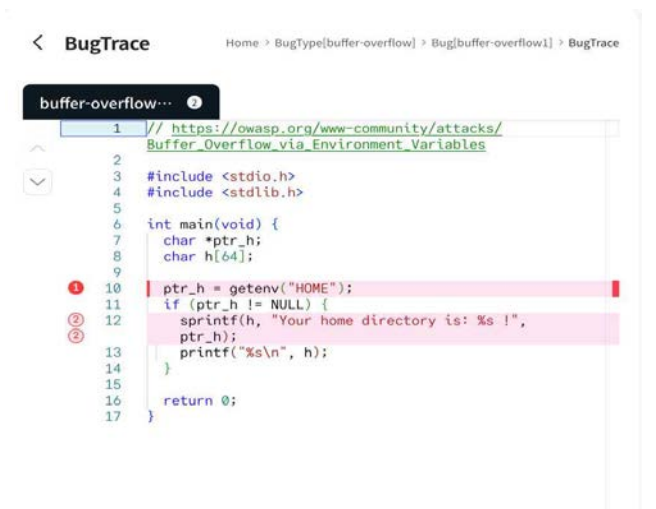 < BugTrace
Home > BugType[buffer-overflow] > Bug[buffer-overflow1] > BugTrace
buffer-overflow··· 2
1 // https://owasp.org/www-community/attacks/
Buffer_Overflow_via_Environment_Variables
2
3 #include <stdio.h>
4 #include <stdlib.h>
5
6 int main(void) {
7 char *ptr_h;
8 char h[64];
9
1 10 ptr_h = getenv("HOME");
11 if (ptr_h != NULL) {
2 12 sprintf(h, "Your home directory is: %s !",
2 ptr_h);
13 printf("%s\n", h);
14 }
15
16 return 0;
17 }